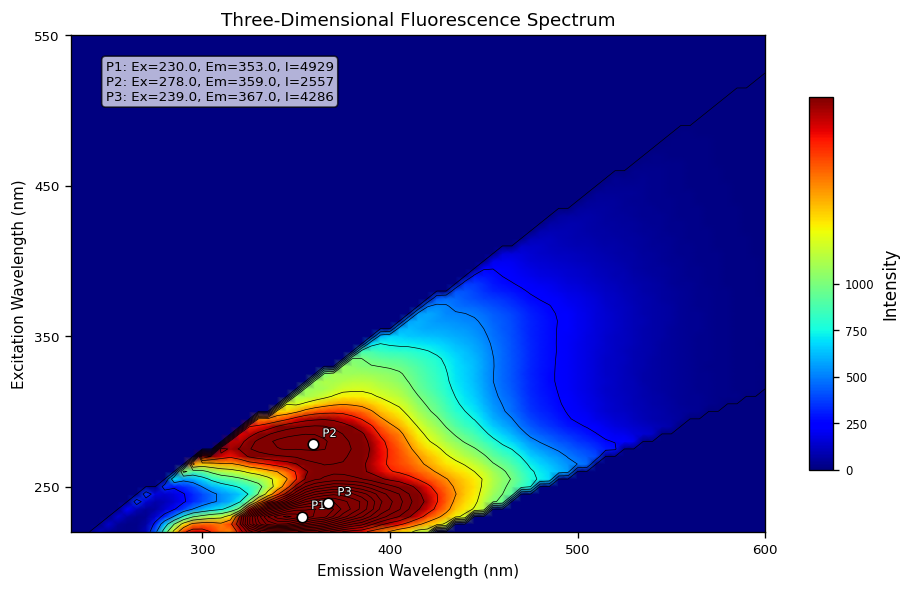 Three-Dimensional Fluorescence Spectrum
P1: Ex=230.0, Em=353.0, I=4929
P2: Ex=278.0, Em=359.0, I=2557
P3: Ex=239.0, Em=367.0, I=4286
550
450
350
250
Excitation Wavelength (nm)
P2
P3
P1
300
400
500
600
Emission Wavelength (nm)
1000
750
500
250
0
Intensity